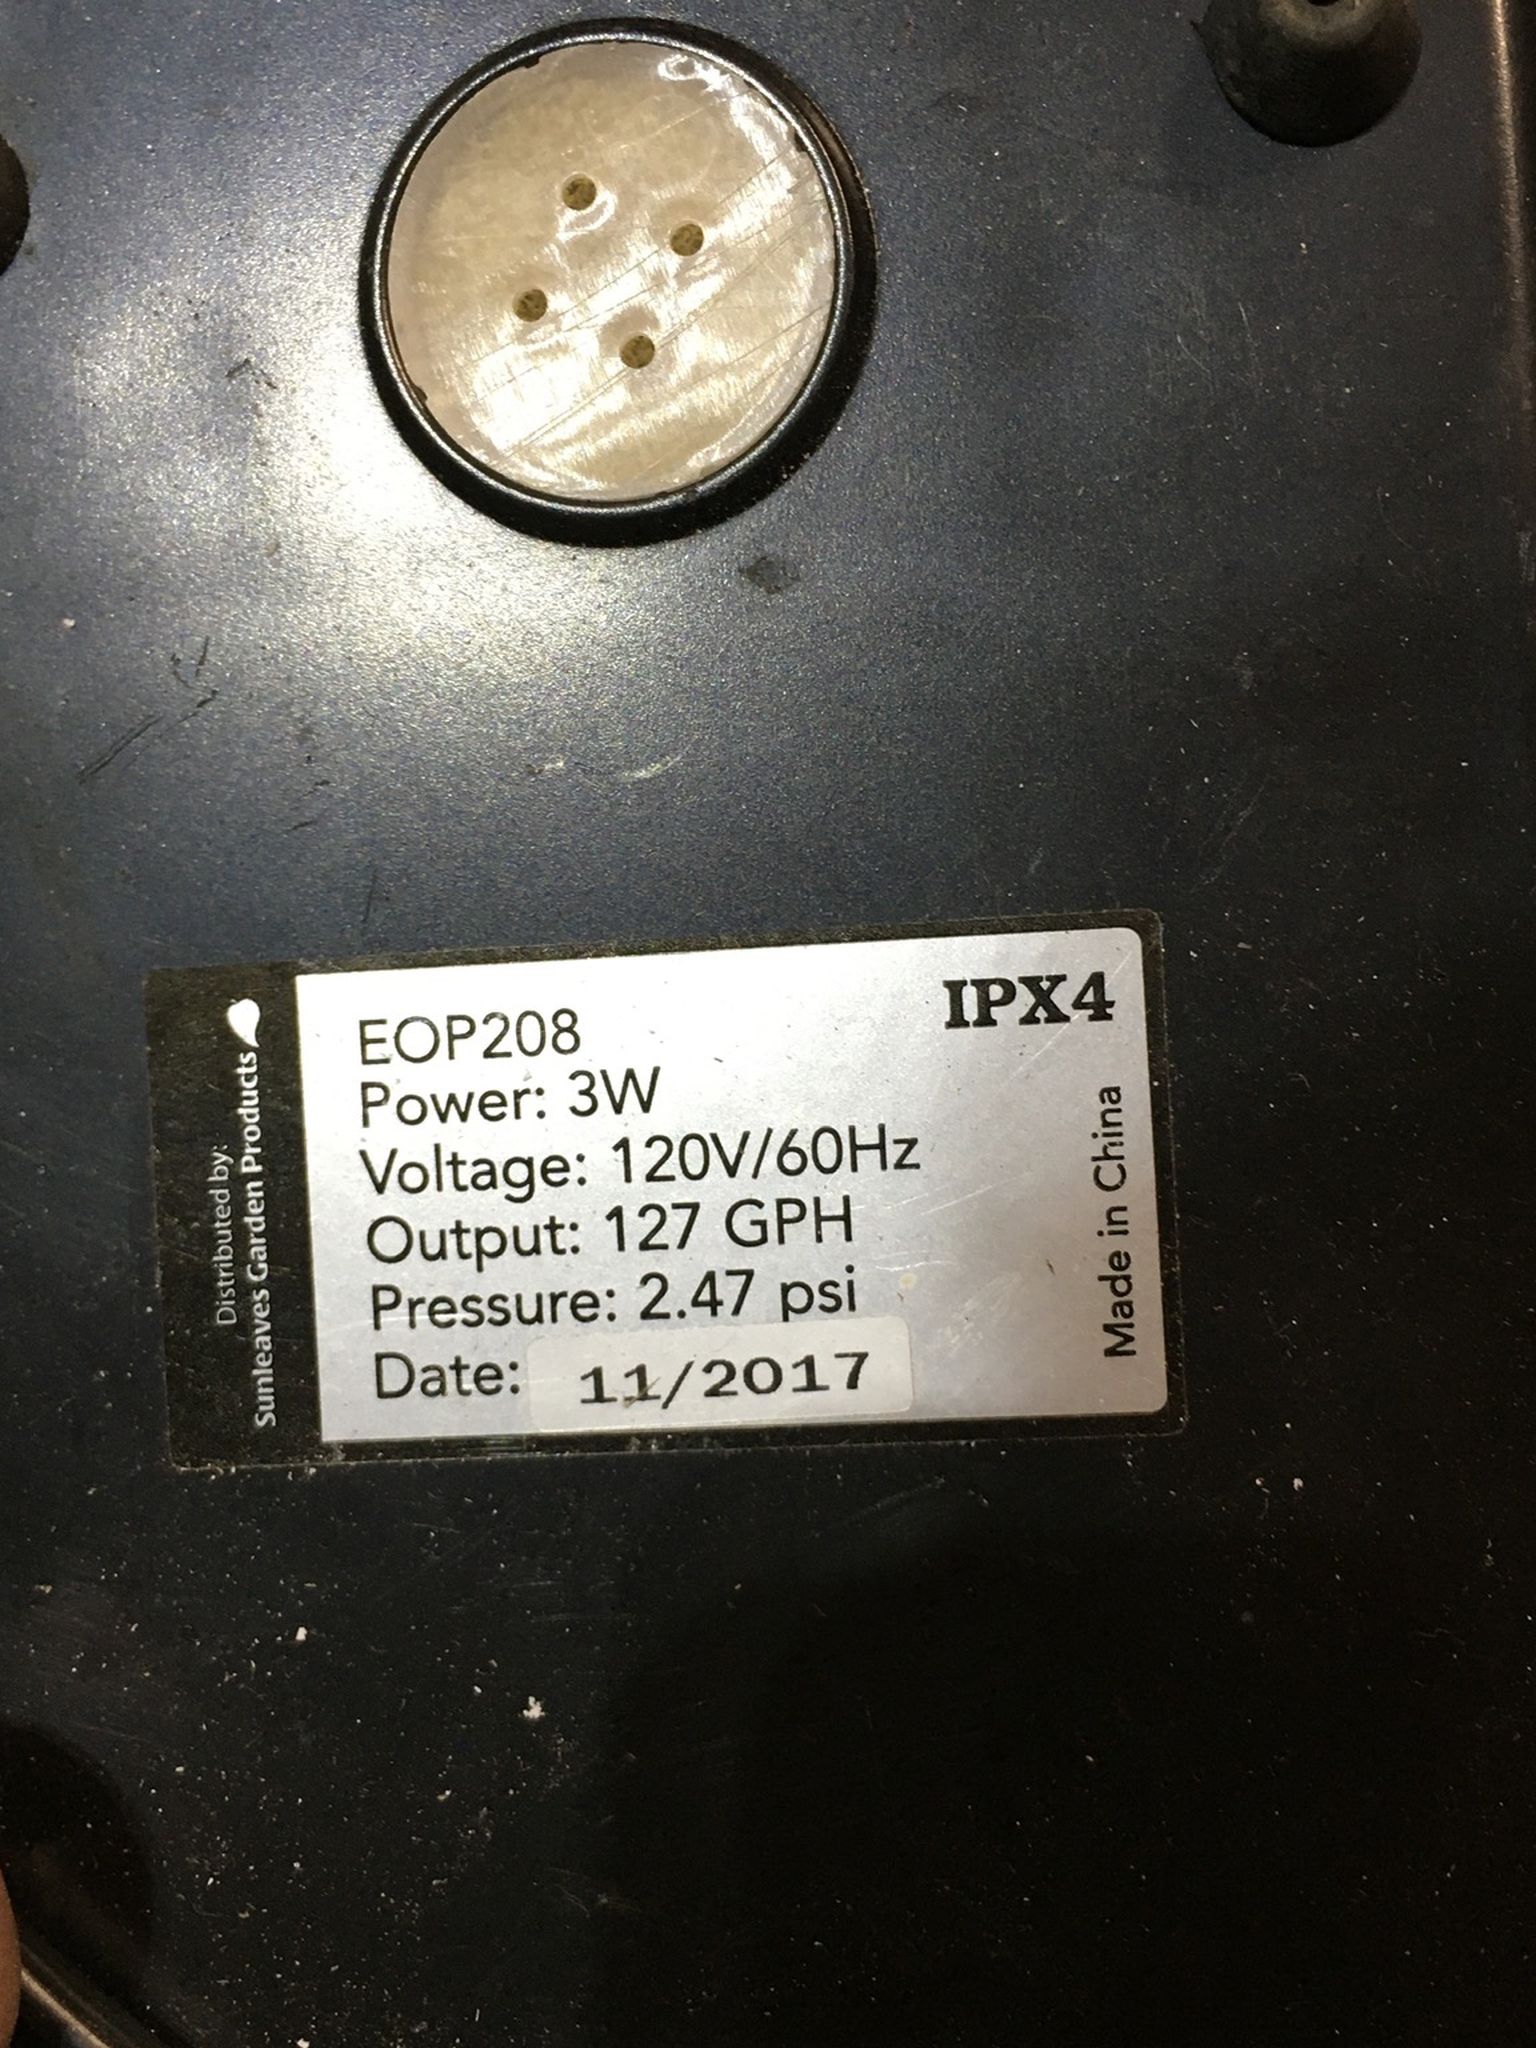 EOP208
Power: 3W
Voltage: 120V/60Hz
Output: 127 GPH
Pressure: 2.47 psi
Date: 11/2017
IPX4
Made in China
Distributed by:
Sunleaves Garden Products